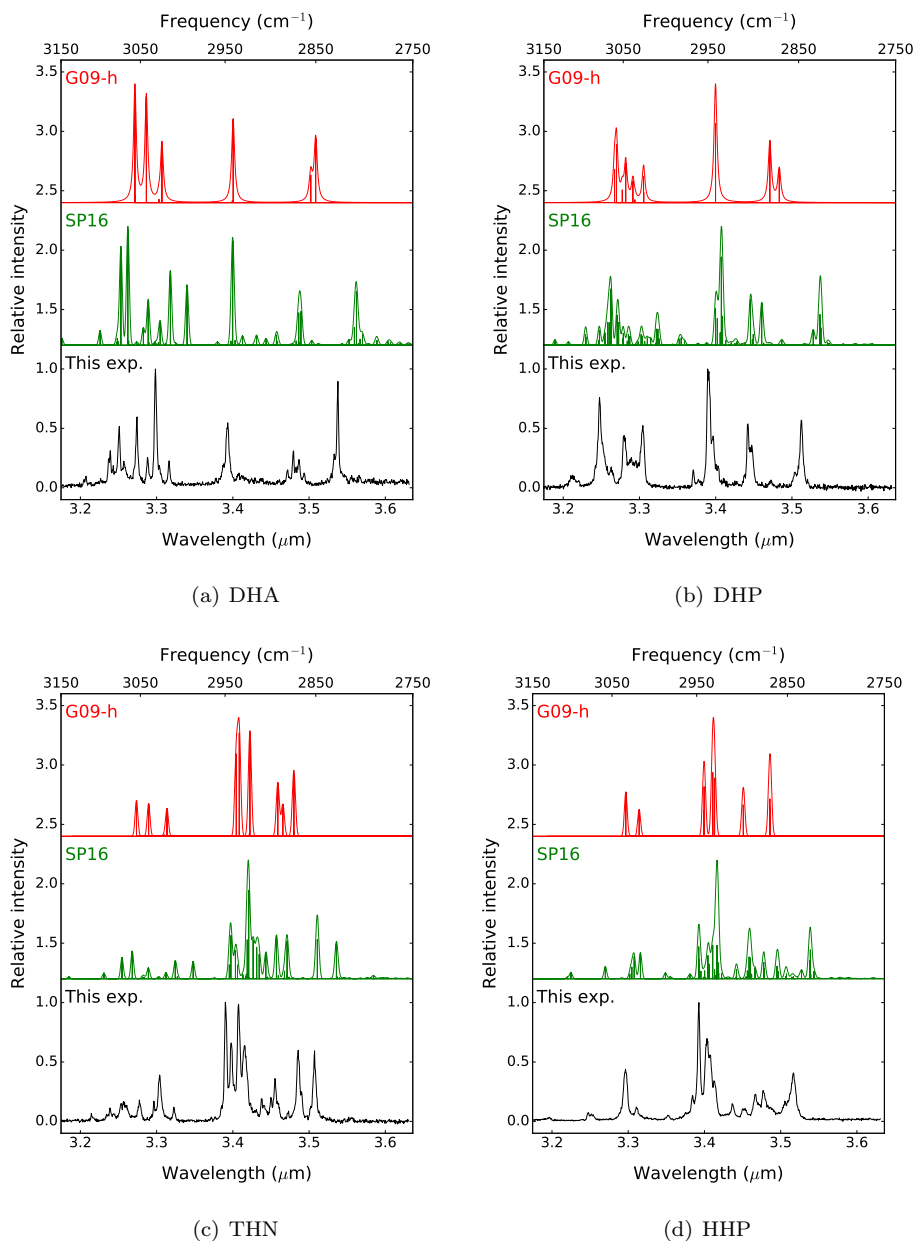 Frequency (cm⁻¹)
3150 3050 2950 2850 2750
3.5
3.0
2.5
2.0
1.5
1.0
0.5
0.0
G09-h
SP16
This exp.
Relative intensity
Relative intensity
3.2 3.3 3.4 3.5 3.6
Wavelength (μm)
(a) DHA
Frequency (cm⁻¹)
3150 3050 2950 2850 2750
3.5
3.0
2.5
2.0
1.5
1.0
0.5
0.0
G09-h
SP16
This exp.
Relative intensity
Relative intensity
3.2 3.3 3.4 3.5 3.6
Wavelength (μm)
(b) DHP
Frequency (cm⁻¹)
3150 3050 2950 2850 2750
3.5
3.0
2.5
2.0
1.5
1.0
0.5
0.0
G09-h
SP16
This exp.
Relative intensity
Relative intensity
3.2 3.3 3.4 3.5 3.6
Wavelength (μm)
(c) THN
Frequency (cm⁻¹)
3150 3050 2950 2850 2750
3.5
3.0
2.5
2.0
1.5
1.0
0.5
0.0
G09-h
SP16
This exp.
Relative intensity
Relative intensity
3.2 3.3 3.4 3.5 3.6
Wavelength (μm)
(d) HHP